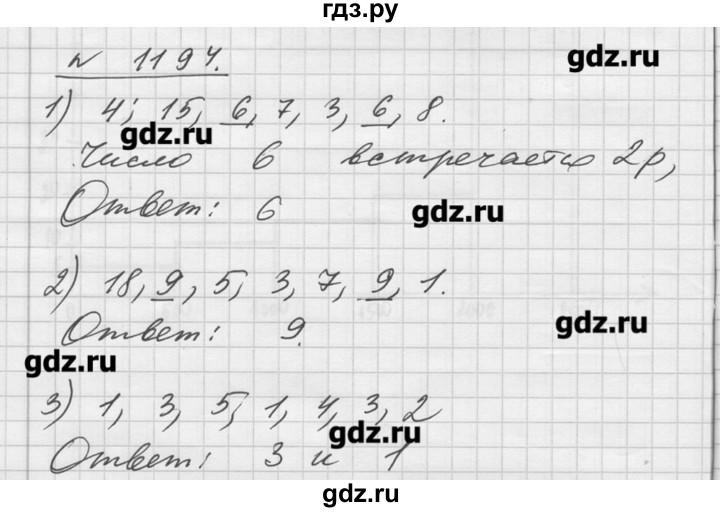 гдз.ру
№ 1194.
gdz.ru
1) 4; 15, 6, 7, 3, 6, 8.
gdz.ru
Число 6 встречается 2р,
Ответ: 6
gdz.ru
2) 18, 9, 5, 3, 7, 9, 1.
Ответ: 9.
gdz.ru
gdz.ru
3) 1, 3, 5, 1, 4, 3, 2
gdz.ru
Ответ: 3 и 1
gdz.ru